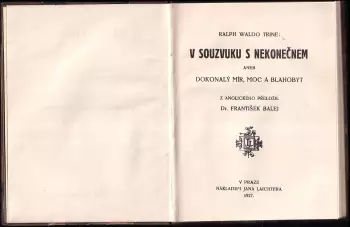 RALPH WALDO TRINE:
V SOUZVUKU S NEKONEČNEM
ANEB
DOKONALÝ MÍR, MOC A BLAHOBYT
Z ANGLICKÉHO PŘELOŽIL
Dr. FRANTIŠEK BALEJ
V PRAZE
NÁKLADEM JANA LAICHTERA
1927.